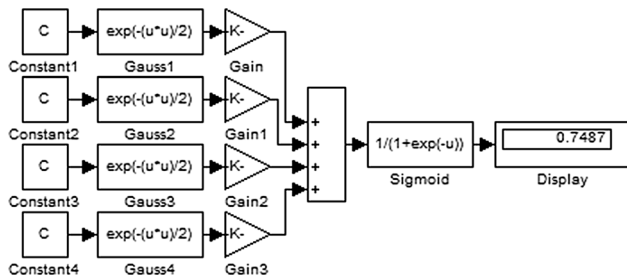 C
exp(-(u*u)/2)
K-
Constant1
Gauss1
Gain
C
exp(-(u*u)/2)
K-
Constant2
Gauss2
Gain1
C
exp(-(u*u)/2)
K-
Constant3
Gauss3
Gain2
C
exp(-(u*u)/2)
K-
Constant4
Gauss4
Gain3
+
+
+
+
1/(1+exp(-u))
Sigmoid
0.7487
Display